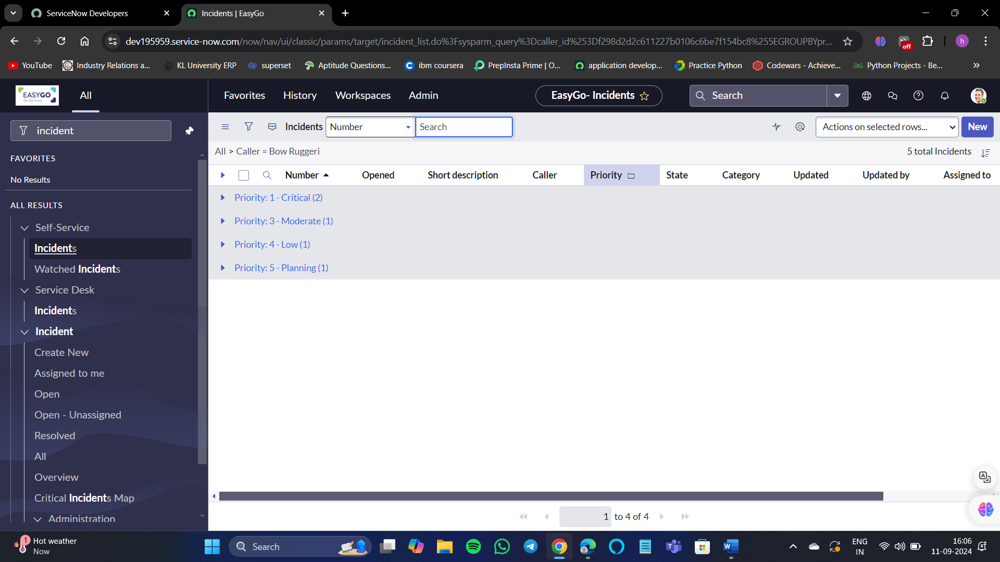 ServiceNow Developers
Incidents | EasyGo
dev195959.service-now.com/now/nav/ui/classic/params/target/incident_list.do%3Fsysparm_query%3Dcaller_id%253Df298d2d2c611227b0106c6be7f154bc8%255EGROUPBYpr...
off
h
YouTube
Industry Relations a...
KL University ERP
superset
Aptitude Questions...
ibm coursera
PrepInsta Prime | O...
application develop...
Practice Python
Codewars - Achieve...
Python Projects - Be...
EASYGO
Go for more
All
Favorites
History
Workspaces
Admin
EasyGo- Incidents
Search
incident
FAVORITES
No Results
ALL RESULTS
Self-Service
Incidents
Watched Incidents
Service Desk
Incidents
Incident
Create New
Assigned to me
Open
Open - Unassigned
Resolved
All
Overview
Critical Incidents Map
Administration
Incidents
Number
Search
Actions on selected rows...
New
All > Caller = Bow Ruggeri
5 total Incidents
Number
Opened
Short description
Caller
Priority
State
Category
Updated
Updated by
Assigned to
Priority: 1 - Critical (2)
Priority: 3 - Moderate (1)
Priority: 4 - Low (1)
Priority: 5 - Planning (1)
1 to 4 of 4
1
Hot weather
Now
Search
ENG
IN
16:06
11-09-2024